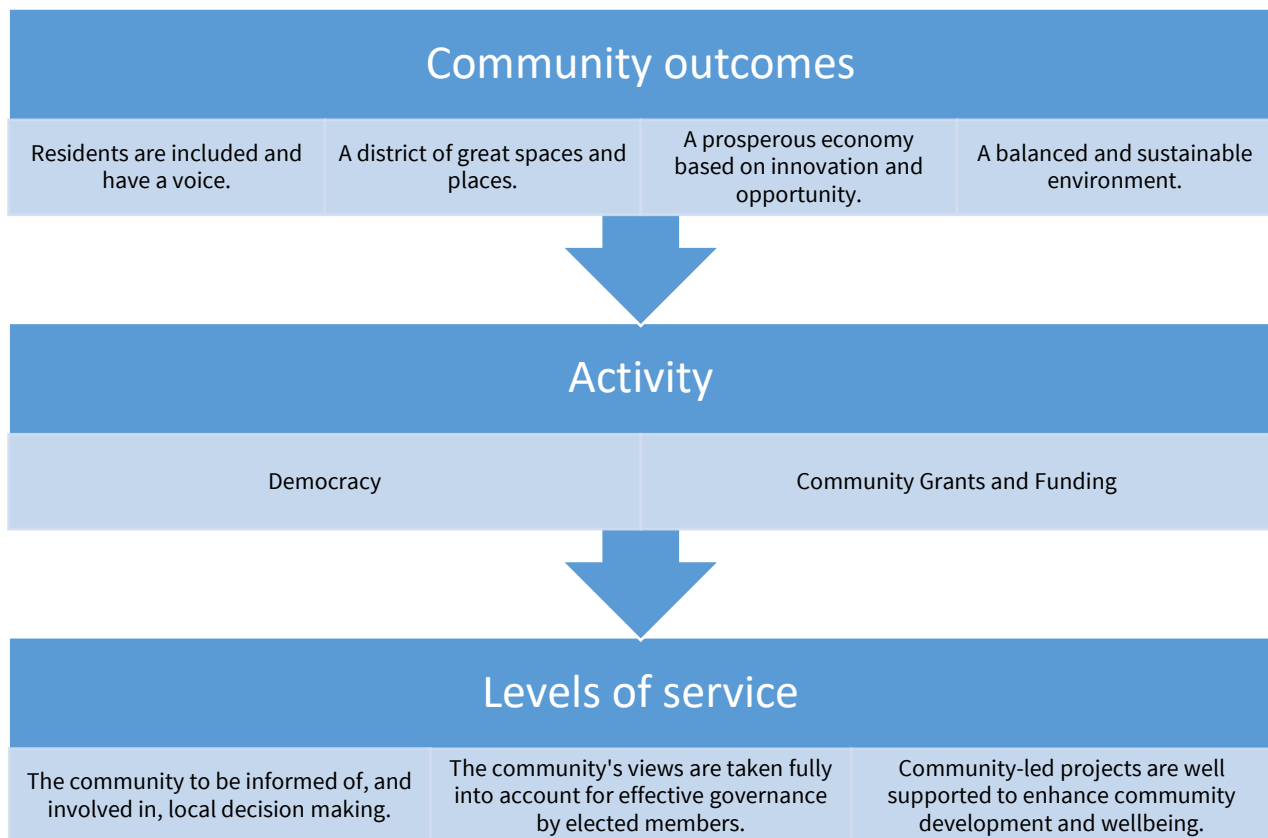 Community outcomes
Residents are included and
have a voice.
A district of great spaces and
places.
A prosperous economy
based on innovation and
opportunity.
A balanced and sustainable
environment.
Activity
Democracy
Community Grants and Funding
Levels of service
The community to be informed of, and
involved in, local decision making.
The community's views are taken fully
into account for effective governance
by elected members.
Community-led projects are well
supported to enhance commumity
development and wellbeing.